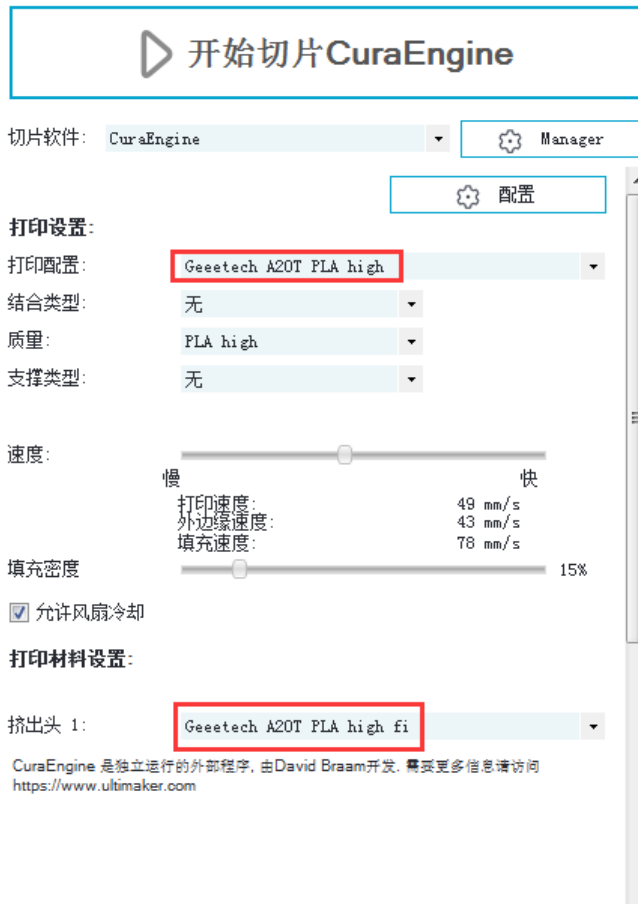 开始切片CuraEngine
切片软件: CuraEngine Manager
配置
打印设置:
打印配置: Geeetech A20T PLA high
结合类型: 无
质量: PLA high
支撑类型: 无
速度:
慢 快
打印速度: 49 mm/s
外边缘速度: 43 mm/s
填充速度: 78 mm/s
填充密度 15%
允许风扇冷却
打印材料设置:
挤出头 1: Geeetech A20T PLA high fi
CuraEngine 是独立运行的外部程序, 由David Braam开发. 需要更多信息请访问
https://www.ultimaker.com